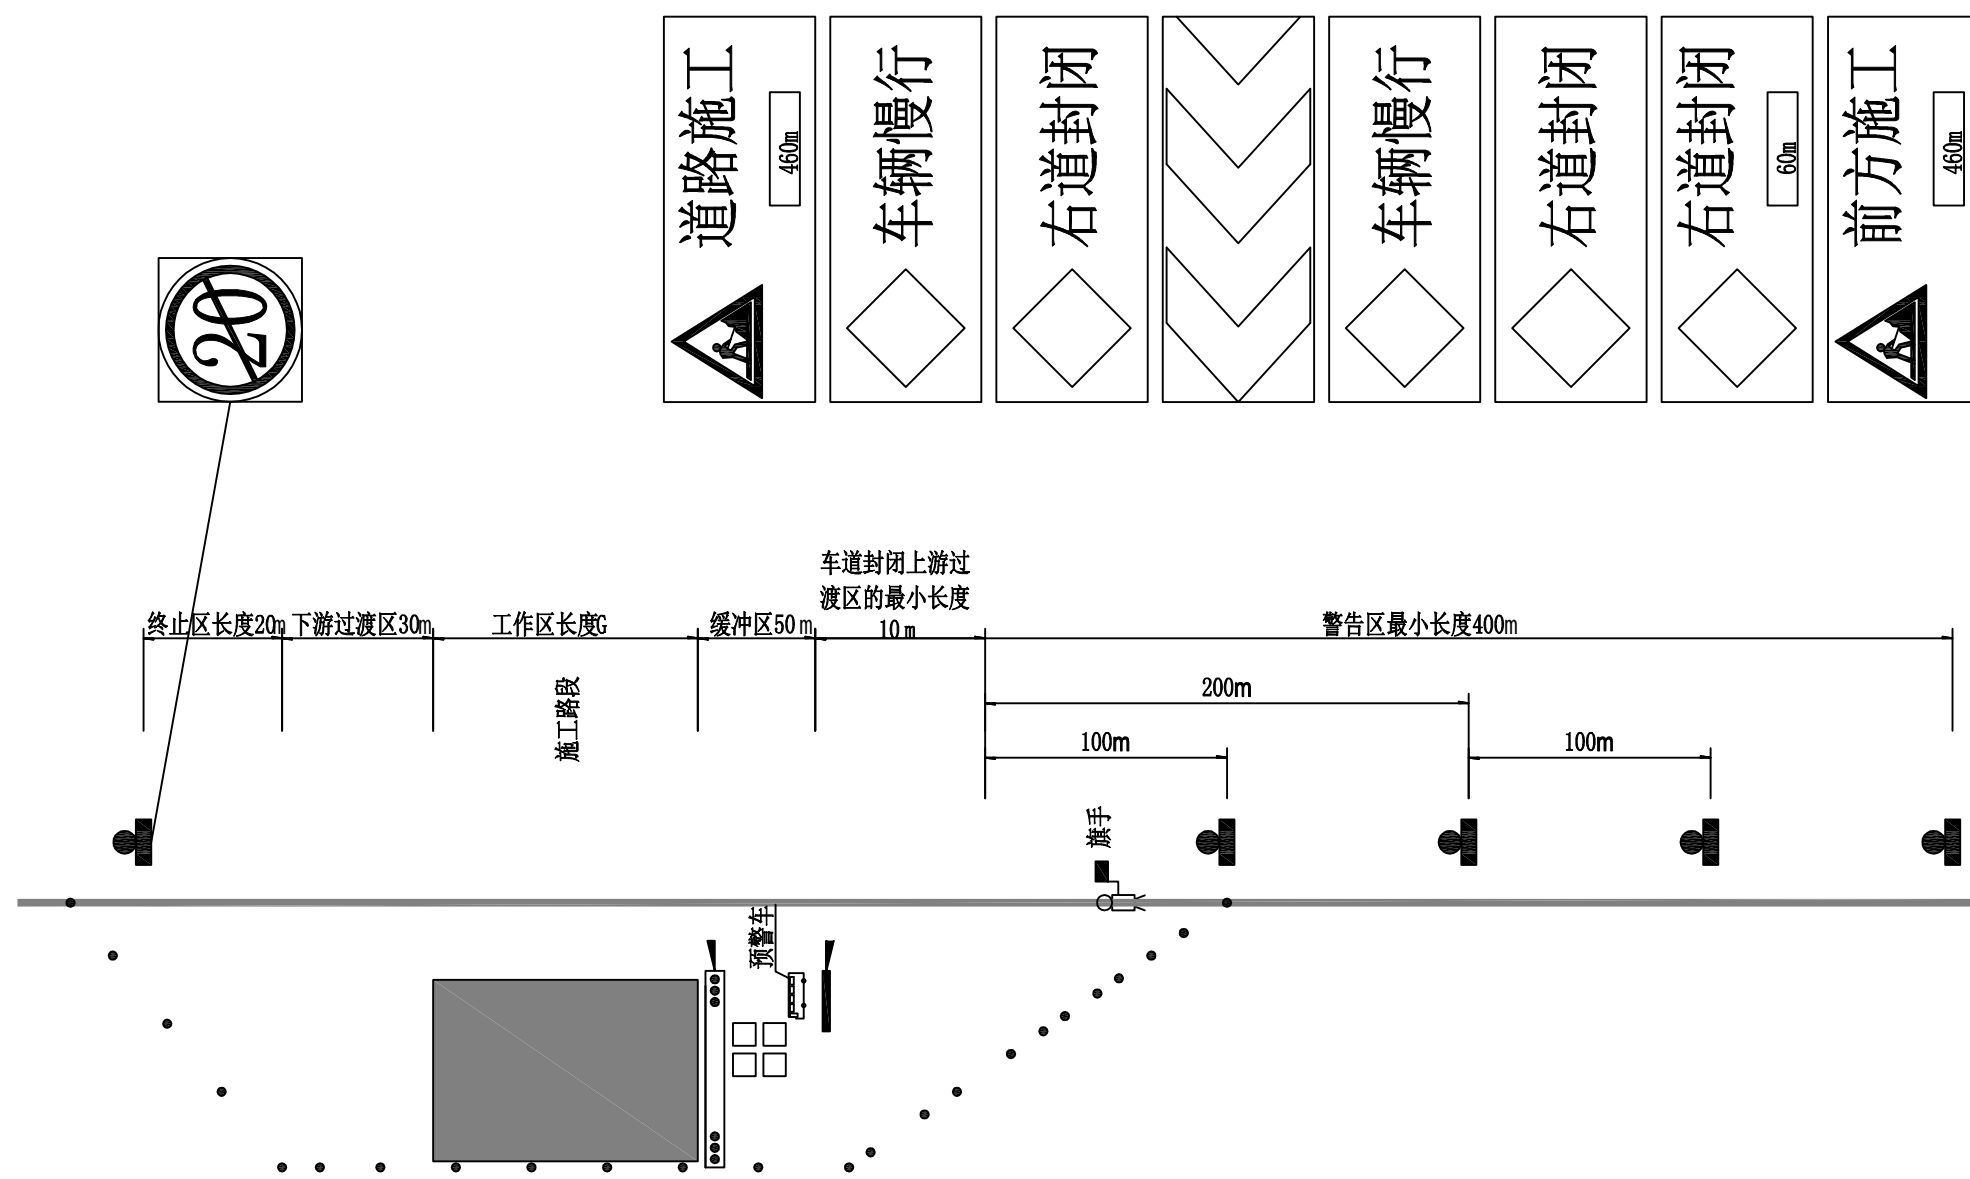 道路施工
460m
车辆慢行
右道封闭
车辆慢行
右道封闭
右道封闭
60m
前方施工
460m
20
车道封闭上游过
渡区的最小长度
10m
终止区长度20m
下游过渡区30m
工作区长度G
缓冲区50m
警告区最小长度400m
施工路段
200m
100m
100m
旗手
预警车